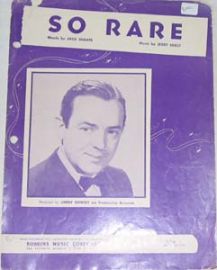 SO RARE
Words by JACK SHARPE
Music by JERRY HERST
Featured by JIMMY DORSEY on Fraternity Records
ROBBINS MUSIC CORP